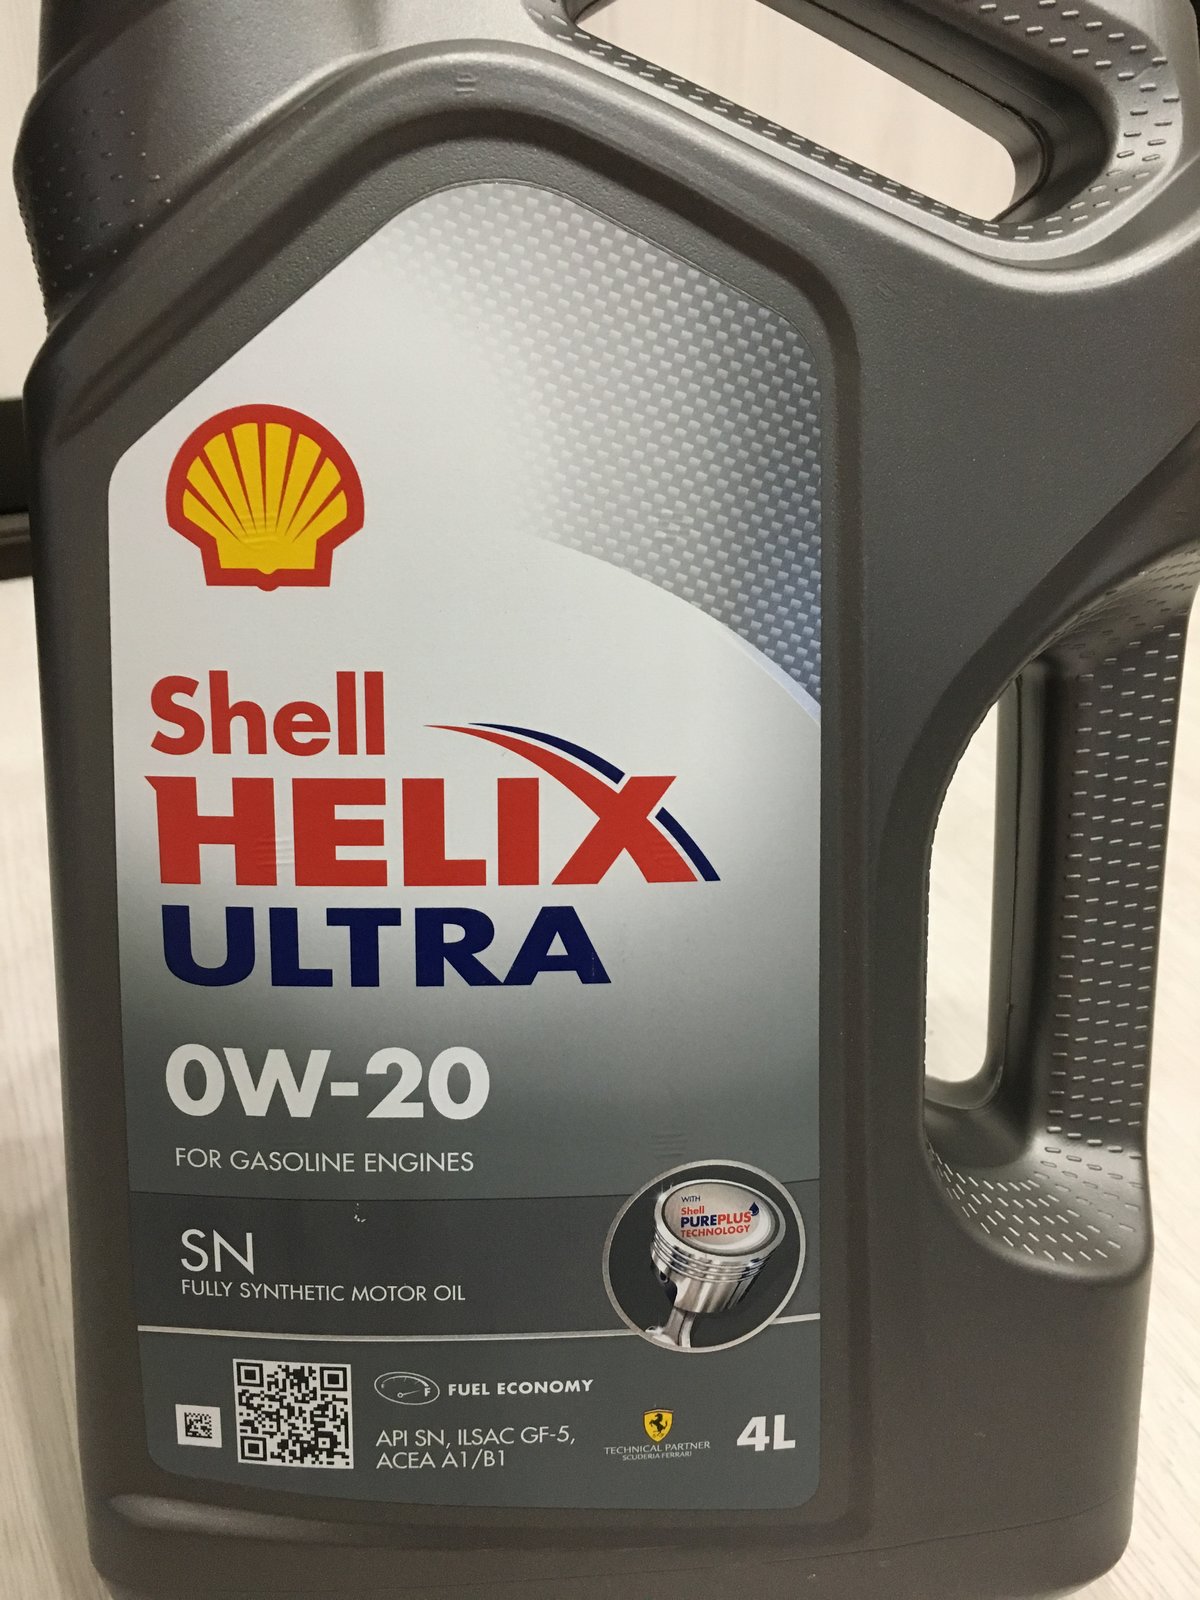 Shell
HELIX
ULTRA
0W-20
FOR GASOLINE ENGINES
WITH
Shell
PUREPLUS
TECHNOLOGY
SN
FULLY SYNTHETIC MOTOR OIL
F FUEL ECONOMY
API SN, ILSAC GF-5,
ACEA A1/B1
TECHNICAL PARTNER
SCUDERIA FERRARI
4L